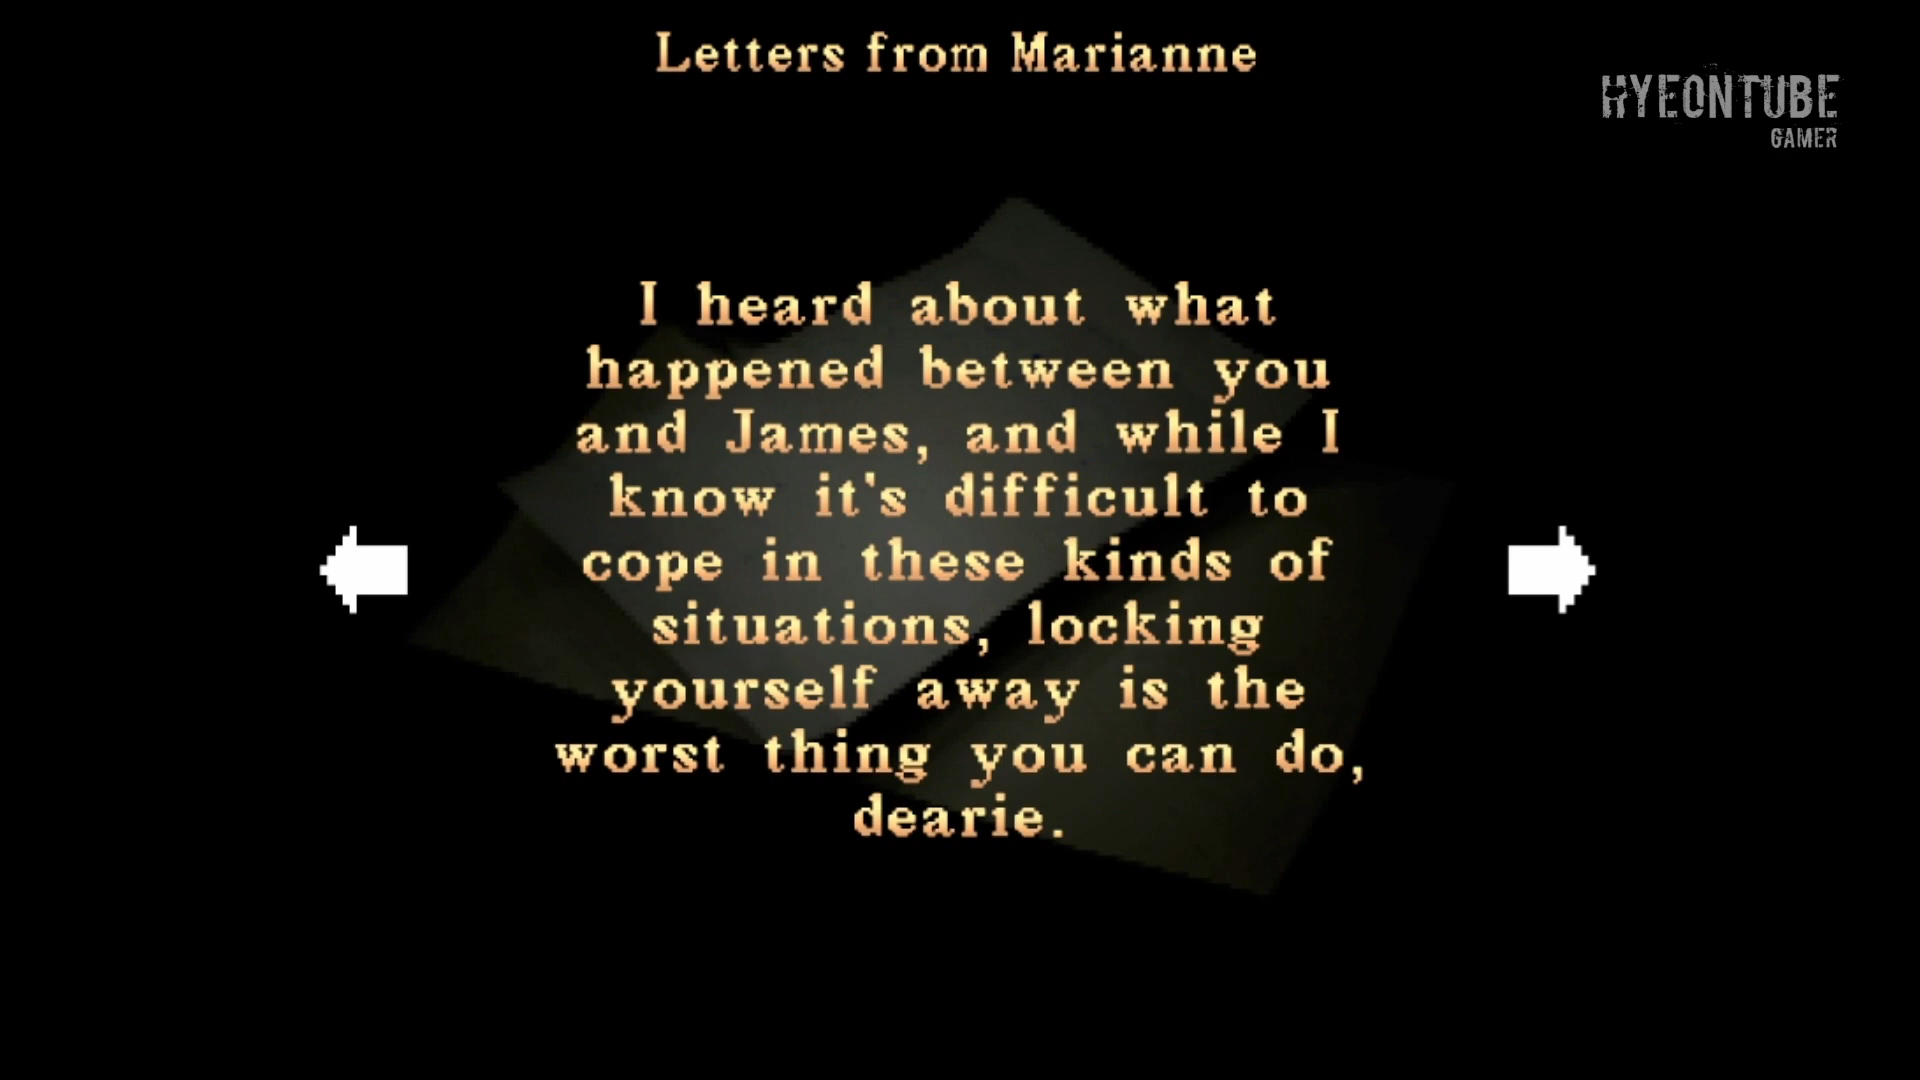 Letters from Marianne
HYEONTUBE
GAMER
I heard about what
happened between you
and James, and while I
know it's difficult to
cope in these kinds of
situations, locking
yourself away is the
worst thing you can do,
dearie.